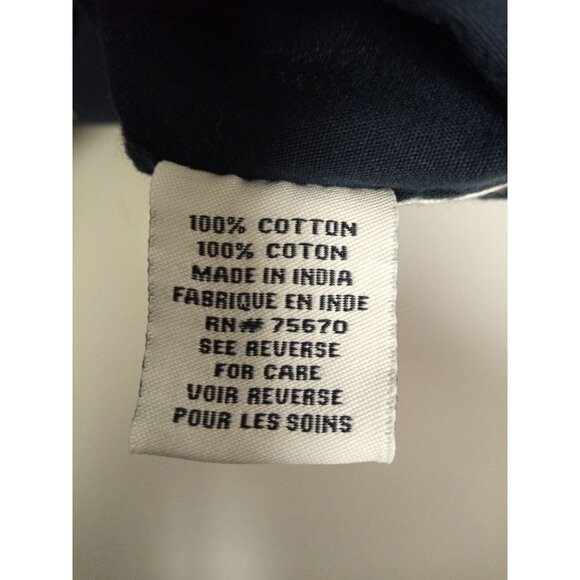 100% COTTON
100% COTON
MADE IN INDIA
FABRIQUE EN INDE
RN# 75670
SEE REVERSE
FOR CARE
VOIR REVERSE
POUR LES SOINS